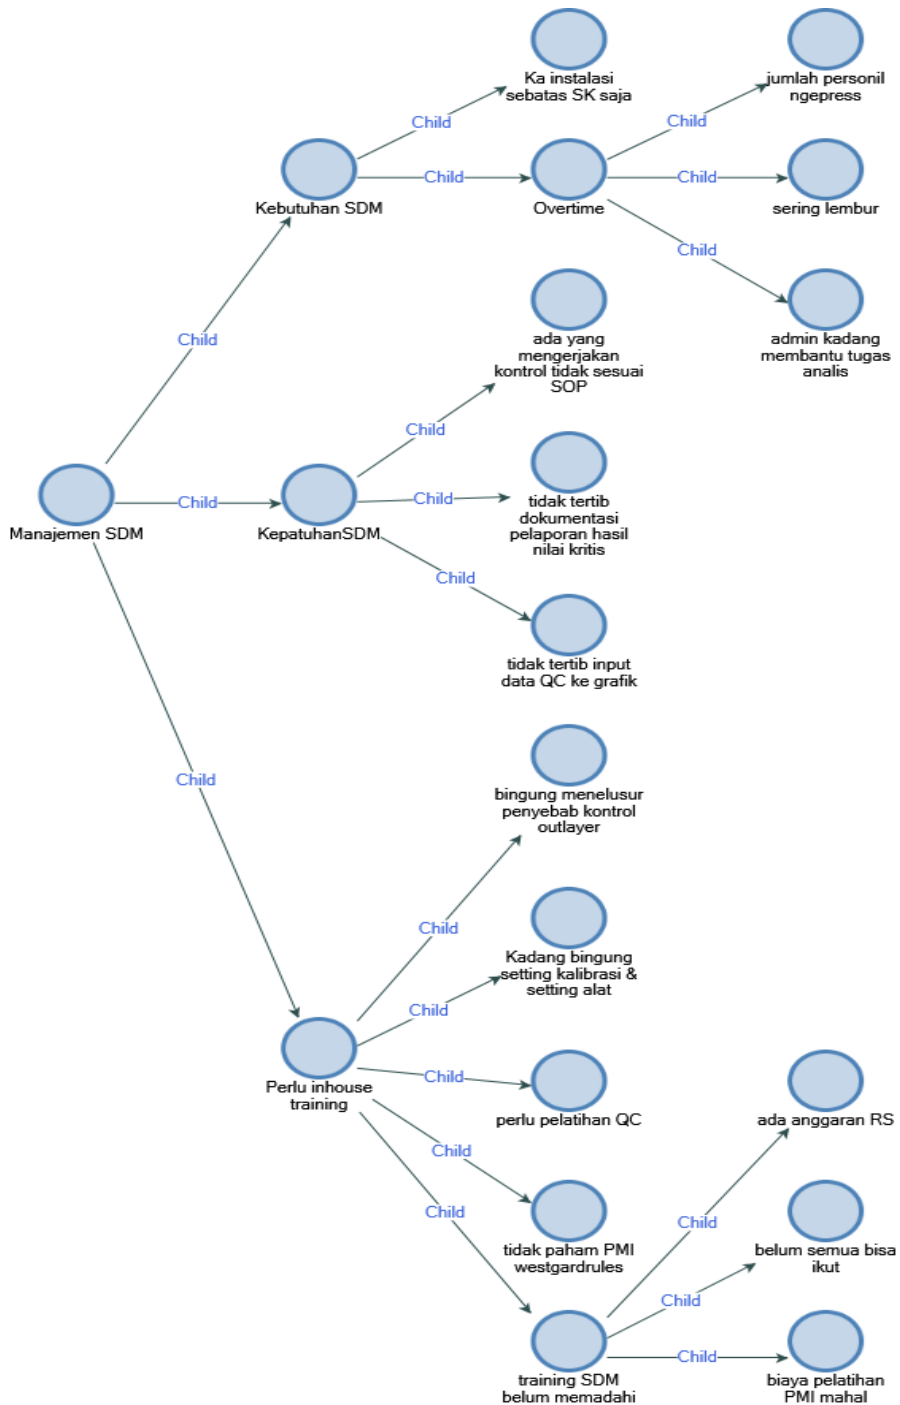 Ka instalasi
sebatas SK saja
jumlah personil
ngepress
Child
Child
Child
Child
Child
Kebutuhan SDM
Overtime
sering lembur
Child
admin kadang
membantu tugas
analis
Child
ada yang
mengerjakan
kontrol tidak sesuai
SOP
Child
Child
Child
Manajemen SDM
KepatuhanSDM
tidak tertib
dokumentasi
pelaporan hasil
nilai kritis
Child
tidak tertib input
data QC ke grafik
Child
bingung menelusur
penyebab kontrol
outlayer
Child
Kadang bingung
setting kalibrasi &
setting alat
Child
Perlu inhouse
training
Child
perlu pelatihan QC
ada anggaran RS
Child
Child
tidak paham PMI
westgardrules
Child
belum semua bisa
ikut
Child
Child
training SDM
belum memadahi
biaya pelatihan
PMI mahal